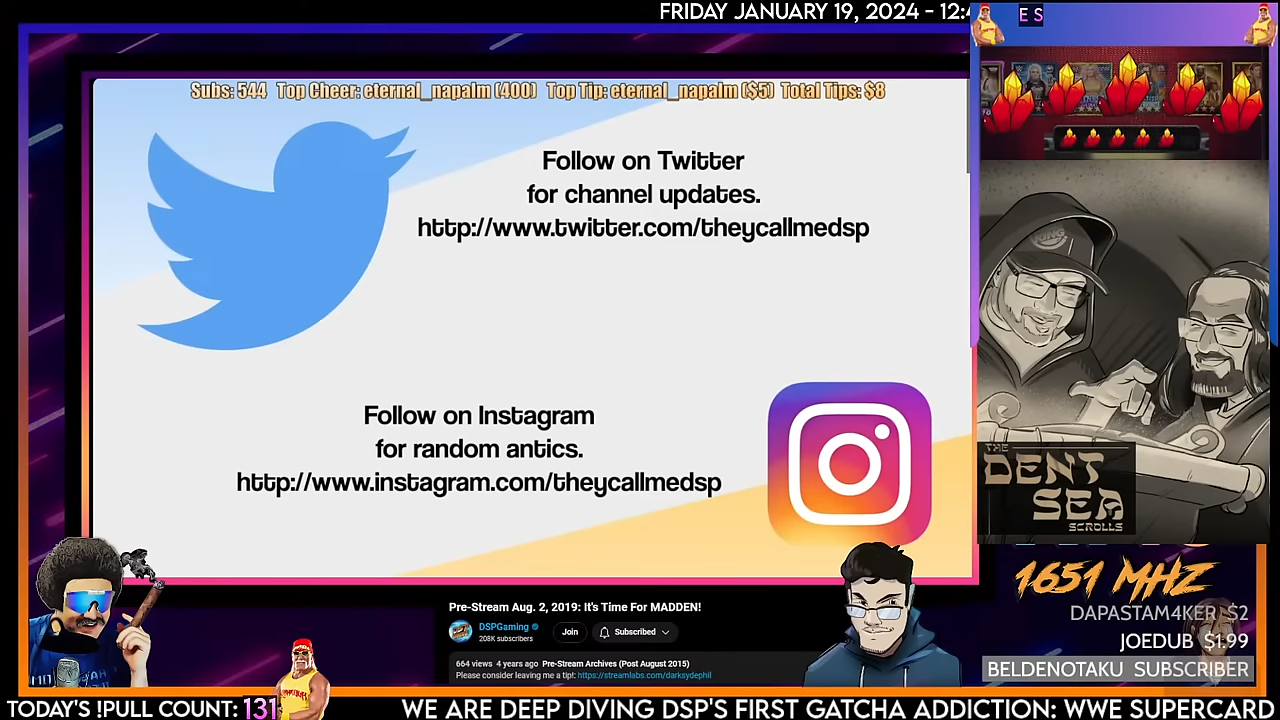 FRIDAY JANUARY 19, 2024 - 12:4
E S
Subs: 544 Top Cheer: eternal_napalm (400) Top Tip: eternal_napalm ($5) Total Tips: $8
Follow on Twitter
for channel updates.
http://www.twitter.com/theycallmedsp
Follow on Instagram
for random antics.
http://www.instagram.com/theycallmedsp
THE
DENT
SEA
SCROLLS
1651 MHZ
DAPASTAM4KER $2
JOEDUB $1.99
BELDENOTAKU SUBSCRIBER
Pre-Stream Aug. 2, 2019: It's Time For MADDEN!
DSPGaming
208K subscribers
Join
Subscribed
664 views 4 years ago Pre-Stream Archives (Post August 2015)
Please consider leaving me a tip!: https://streamlabs.com/darksydephil
TODAY'S !PULL COUNT: 131
WE ARE DEEP DIVING DSP'S FIRST GATCHA ADDICTION: WWE SUPERCARD